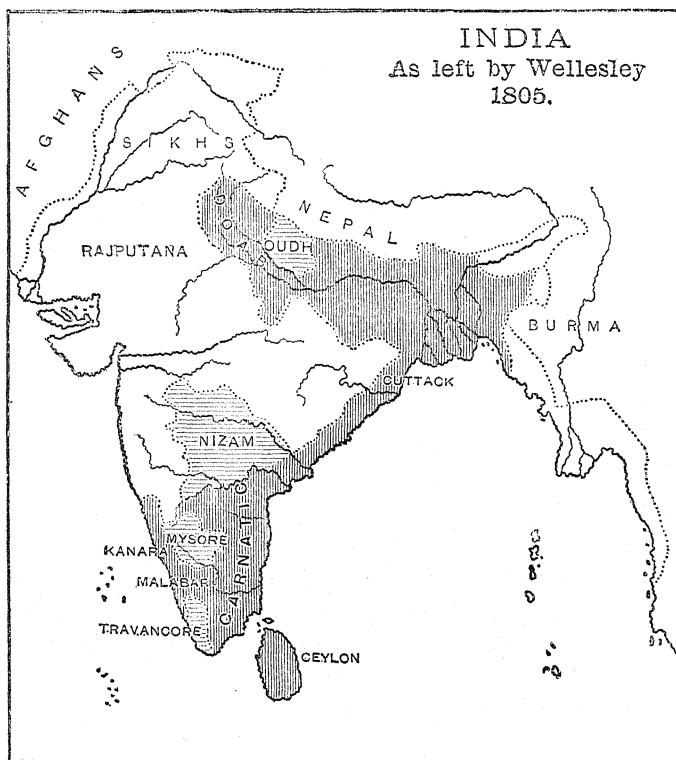 INDIA
As left by Wellesley
1805.
AFGHANS
SIKHS
NEPAL
DOAB
OUDH
RAJPUTANA
BURMA
CUTTACK
NIZAM
CARNATIC
MYSORE
KANARA
MALABAR
TRAVANCORE
CEYLON